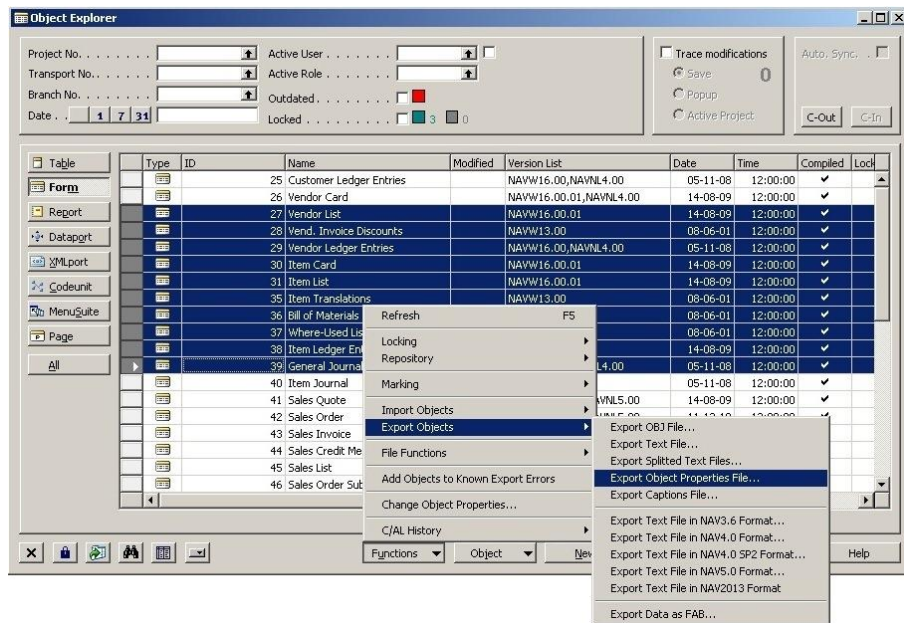 Object Explorer
Project No. . . . . . . .
Active User . . . . . . .
Trace modifications
Auto. Sync. . .
Transport No. . . . . .
Active Role . . . . . . .
Save
0
Branch No. . . . . . . .
Outdated. . . . . . . .
Popup
Date . . 1 7 31
Locked . . . . . . . . 3 0
Active Project
C-Out
C-In
Table
Form
Report
Dataport
XMLport
Codeunit
MenuSuite
Page
All
Type ID Name Modified Version List Date Time Compiled Lock
25 Customer Ledger Entries NAVW16.00,NAVNL4.00 05-11-08 12:00:00
26 Vendor Card NAVW16.00.01,NAVNL4.00 14-08-09 12:00:00
27 Vendor List NAVW16.00.01 14-08-09 12:00:00
28 Vend. Invoice Discounts NAVW13.00 08-06-01 12:00:00
29 Vendor Ledger Entries NAVW16.00,NAVNL4.00 05-11-08 12:00:00
30 Item Card NAVW16.00.01 14-08-09 12:00:00
31 Item List NAVW16.00.01 14-08-09 12:00:00
35 Item Translations NAVW13.00 08-06-01 12:00:00
36 Bill of Materials 08-06-01 12:00:00
37 Where-Used Lis 08-06-01 12:00:00
38 Item Ledger En 14-08-09 12:00:00
39 General Journal L4.00 05-11-08 12:00:00
40 Item Journal 05-11-08 12:00:00
41 Sales Quote AVNL5.00 14-08-09 12:00:00
42 Sales Order
43 Sales Invoice
44 Sales Credit Me
45 Sales List
46 Sales Order Sub
Refresh F5
Locking
Repository
Marking
Import Objects
Export Objects
File Functions
Add Objects to Known Export Errors
Change Object Properties...
C/AL History
Export OBJ File...
Export Text File...
Export Splitted Text Files...
Export Object Properties File...
Export Captions File...
Export Text File in NAV3.6 Format...
Export Text File in NAV4.0 Format...
Export Text File in NAV4.0 SP2 Format...
Export Text File in NAV5.0 Format...
Export Text File in NAV2013 Format
Export Data as FAB...
Functions
Object
New
Help